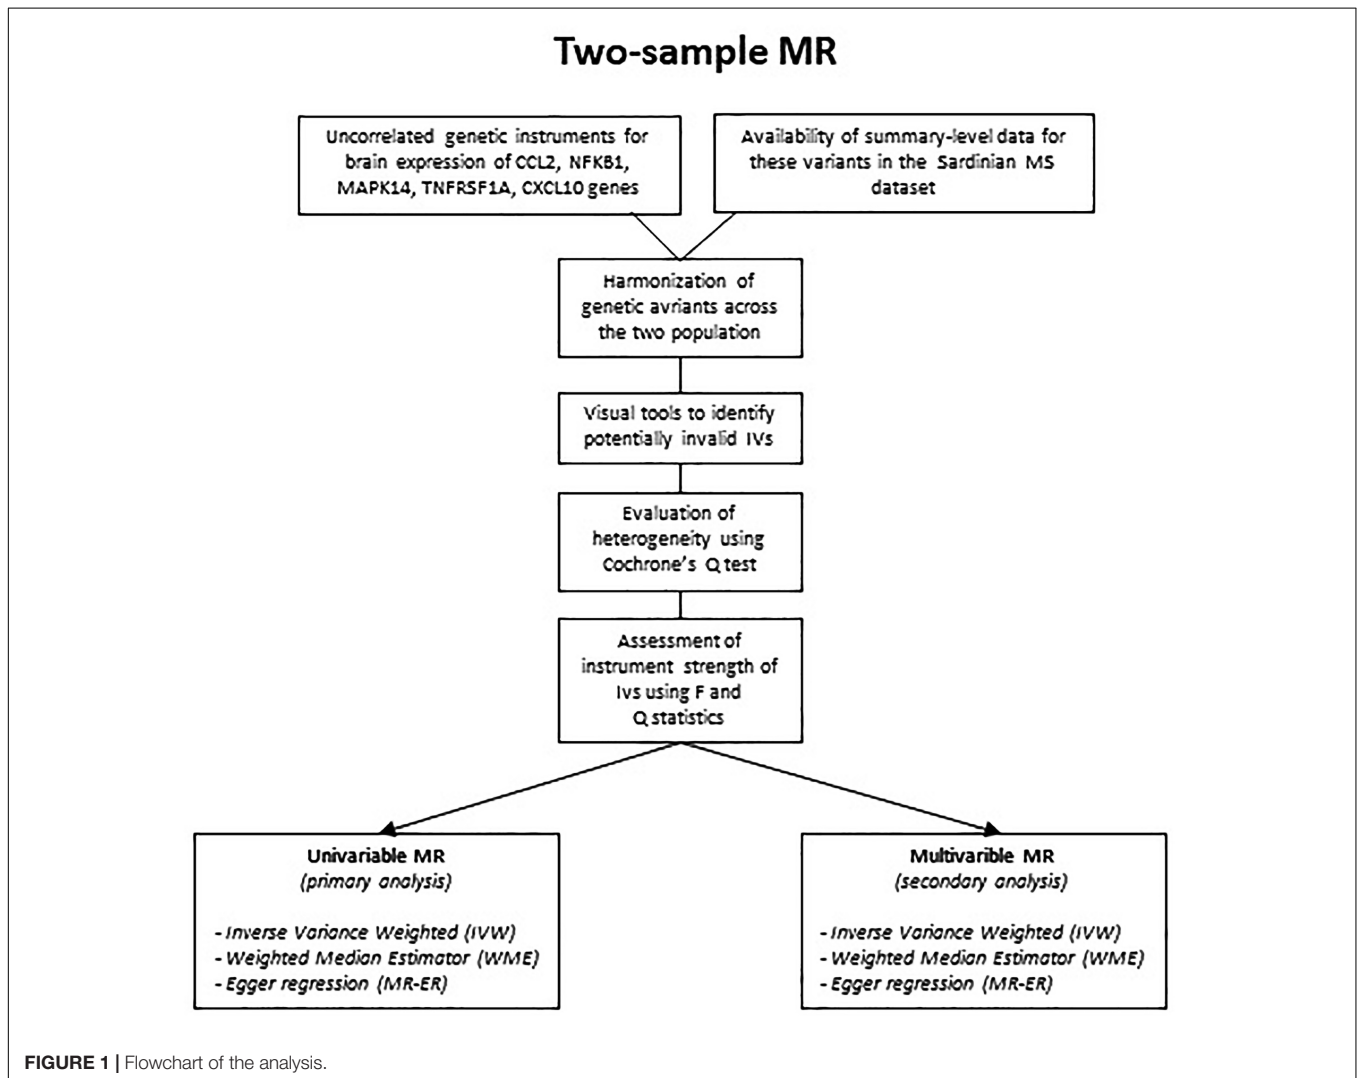 Two-sample MR
Uncorrelated genetic instruments for
brain expression of CCL2, NFKB1,
MAPK14, TNFRSF1A, CXCL10 genes
Availability of summary-level data for
these variants in the Sardinian MS
dataset
Harmonization of
genetic avriants across
the two population
Visual tools to identify
potentially invalid IVs
Evaluation of
heterogeneity using
Cochrone's Q test
Assessment of
instrument strength of
Ivs using F and
Q statistics
Univariable MR
(primary analysis)
- Inverse Variance Weighted (IVW)
- Weighted Median Estimator (WME)
- Egger regression (MR-ER)
Multivarible MR
(secondary analysis)
- Inverse Variance Weighted (IVW)
- Weighted Median Estimator (WME)
- Egger regression (MR-ER)
FIGURE 1 | Flowchart of the analysis.